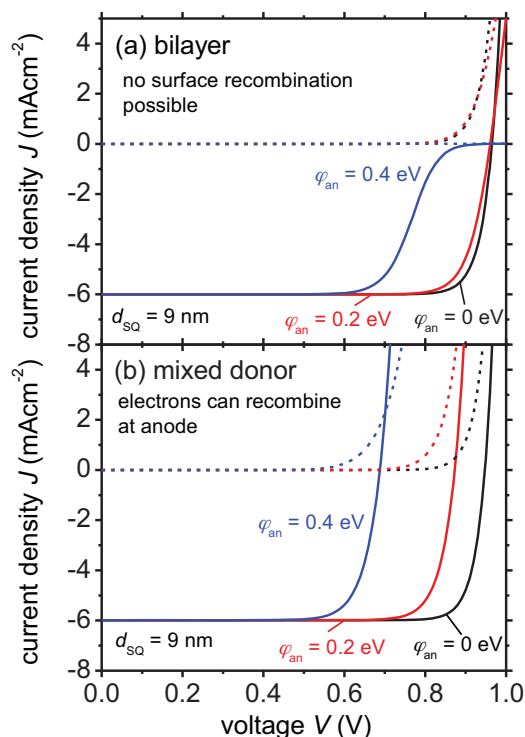 (a) bilayer
no surface recombination
possible
φan = 0.4 eV
φan = 0.2 eV
φan = 0 eV
dSQ = 9 nm
current density J (mAcm-2)
4
2
0
-2
-4
-6
-8
(b) mixed donor
electrons can recombine
at anode
φan = 0.4 eV
φan = 0.2 eV
φan = 0 eV
dSQ = 9 nm
current density J (mAcm-2)
4
2
0
-2
-4
-6
-8
0.0 0.2 0.4 0.6 0.8 1.0
voltage V (V)